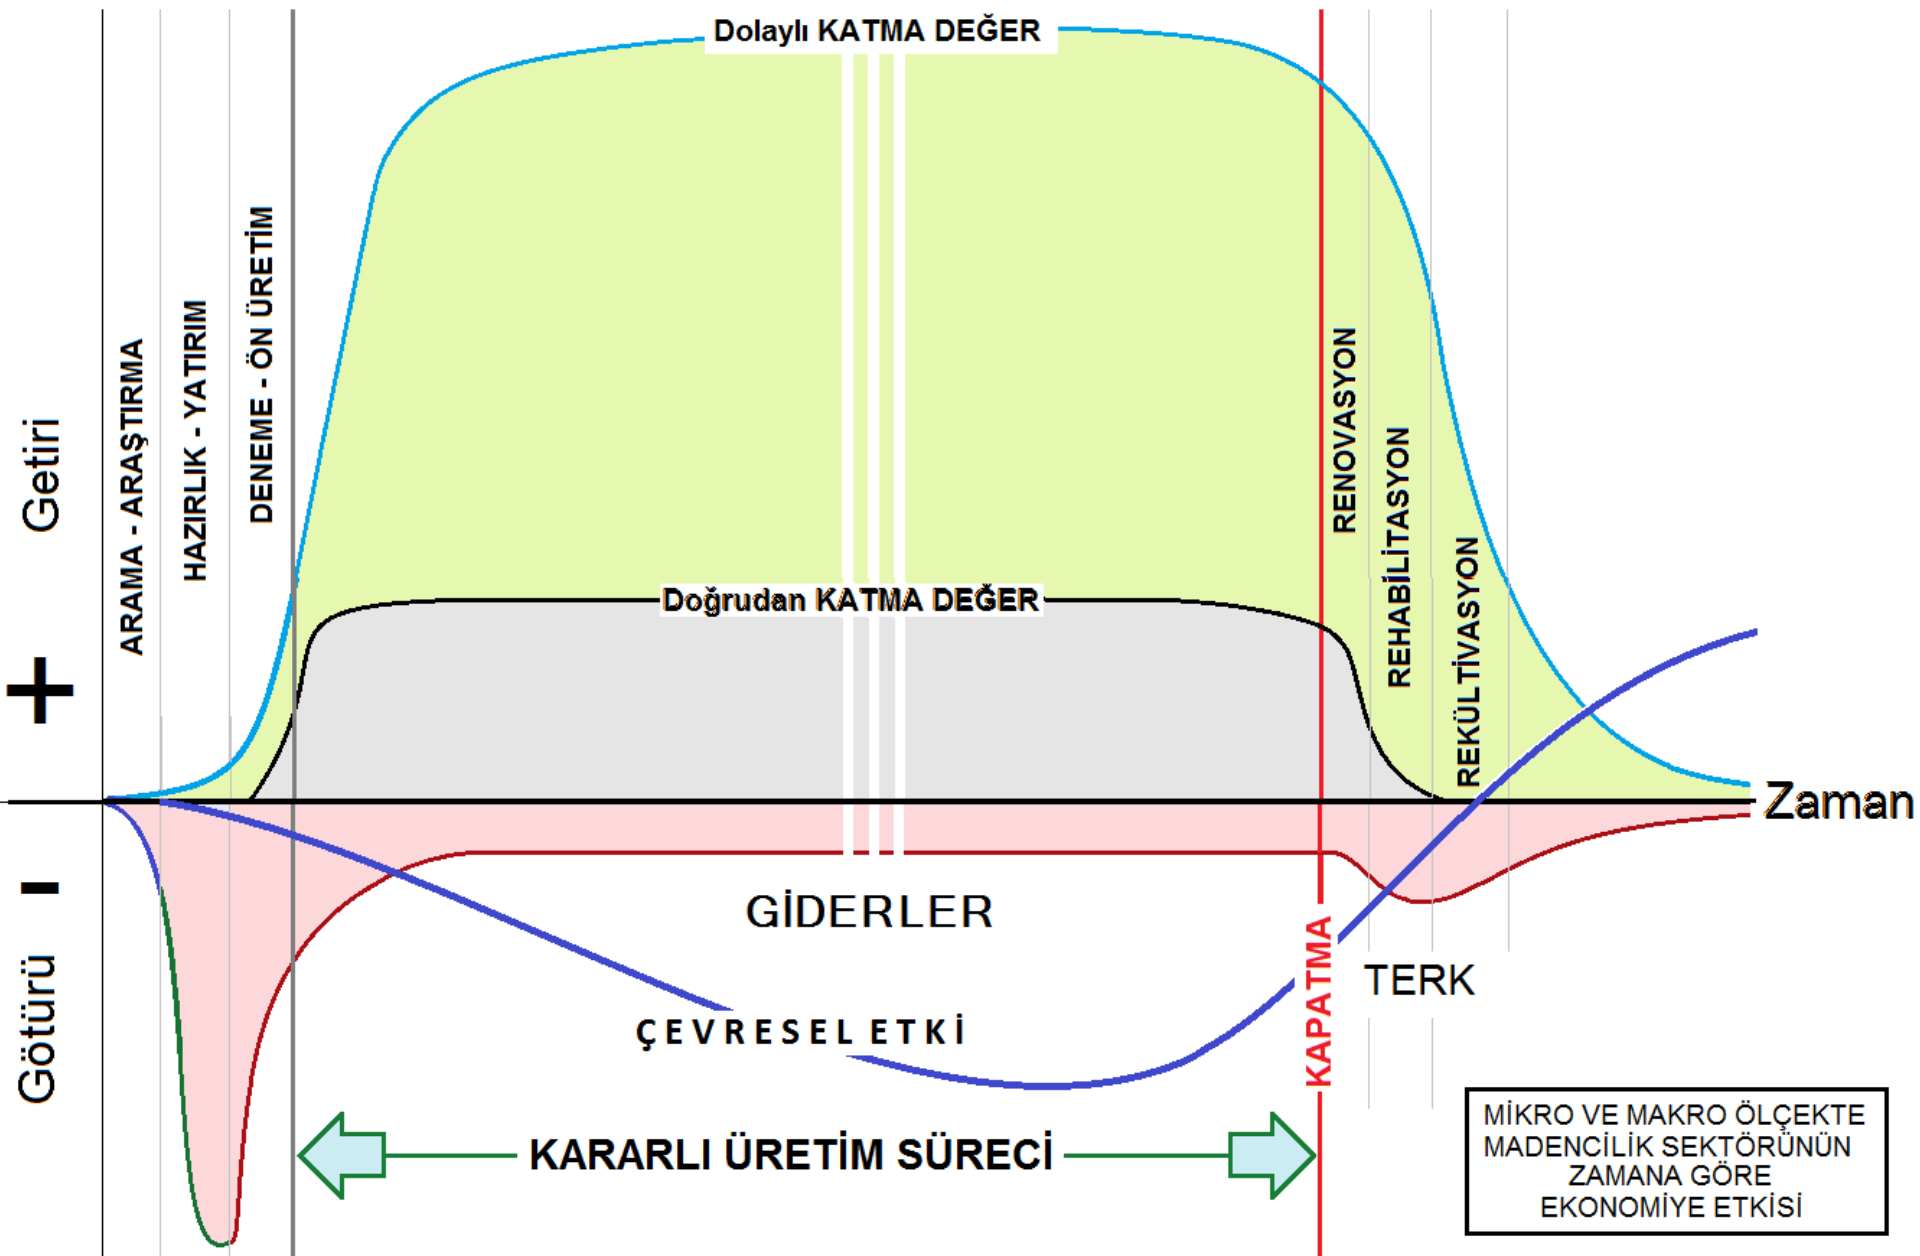 Dolaylı KATMA DEĞER
ARAMA - ARAŞTIRMA
HAZIRLIK - YATIRIM
DENEME - ÖN ÜRETİM
Getiri
+
Doğrudan KATMA DEĞER
RENOVASYON
REHABİLİTASYON
REKÜLTİVASYON
Zaman
-
Götürü
GİDERLER
ÇEVRESEL ETKİ
KAPATMA
TERK
KARARLI ÜRETİM SÜRECİ
MİKRO VE MAKRO ÖLÇEKTE
MADENCİLİK SEKTÖRÜNÜN
ZAMANA GÖRE
EKONOMİYE ETKİSİ